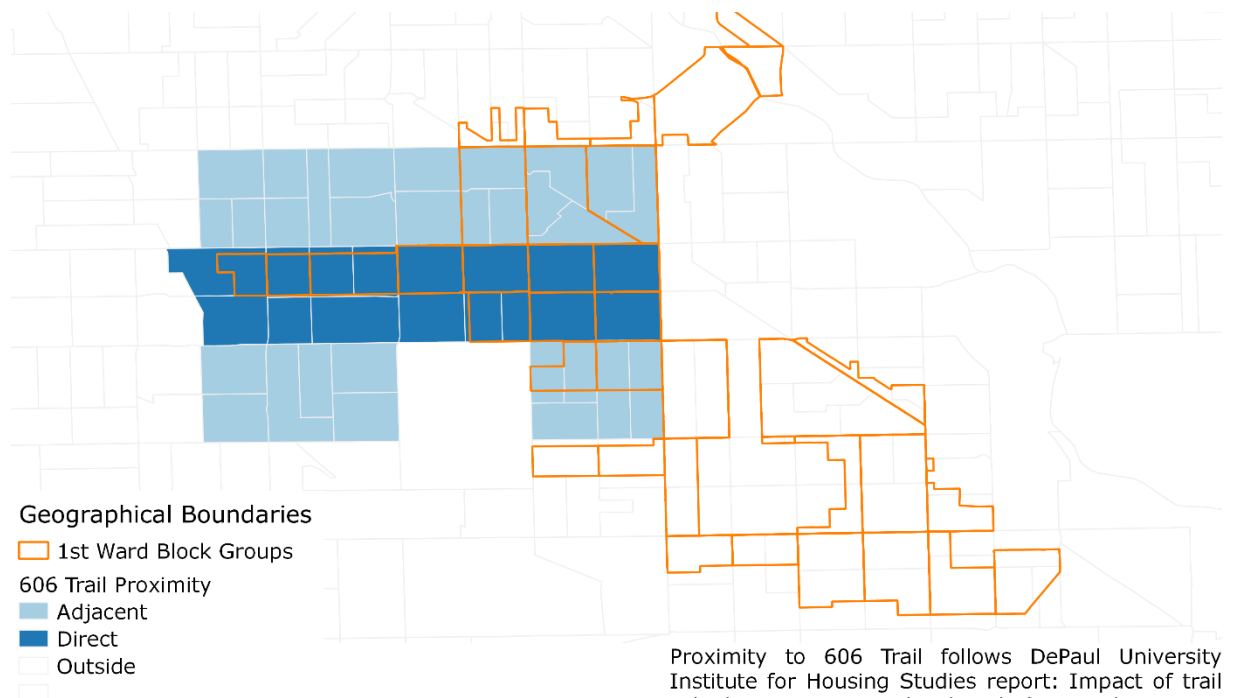 Geographical Boundaries
1st Ward Block Groups
606 Trail Proximity
Adjacent
Direct
Outside
Proximity to 606 Trail follows DePaul University
Institute for Housing Studies report: Impact of trail